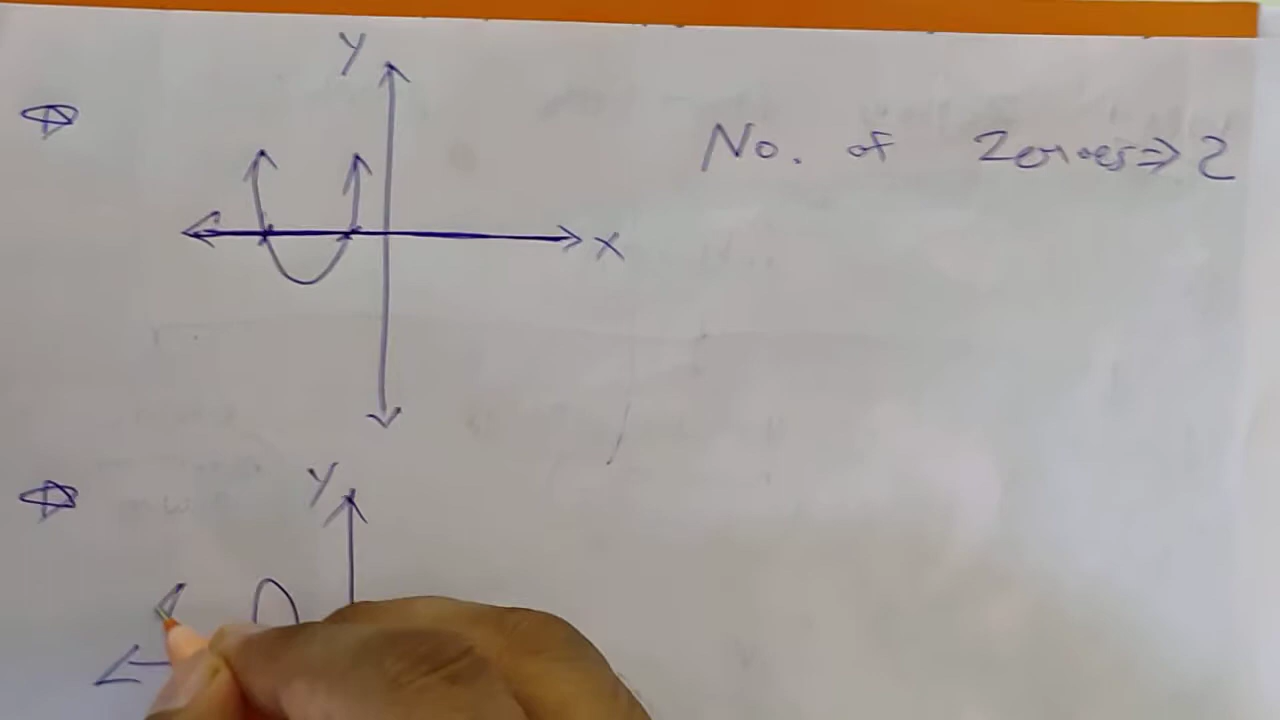 Y
No. of Zeroes ⇒ 2
X
Y